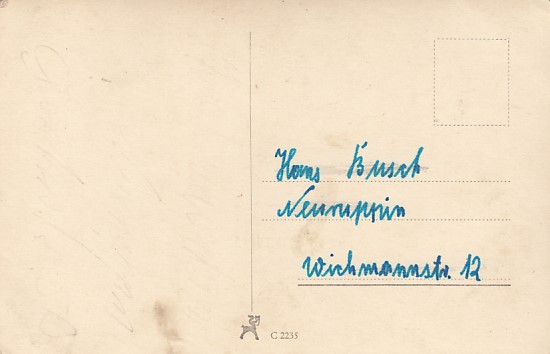 Hans Busch
Neuruppin
Wichmannstr. 12
C 2235